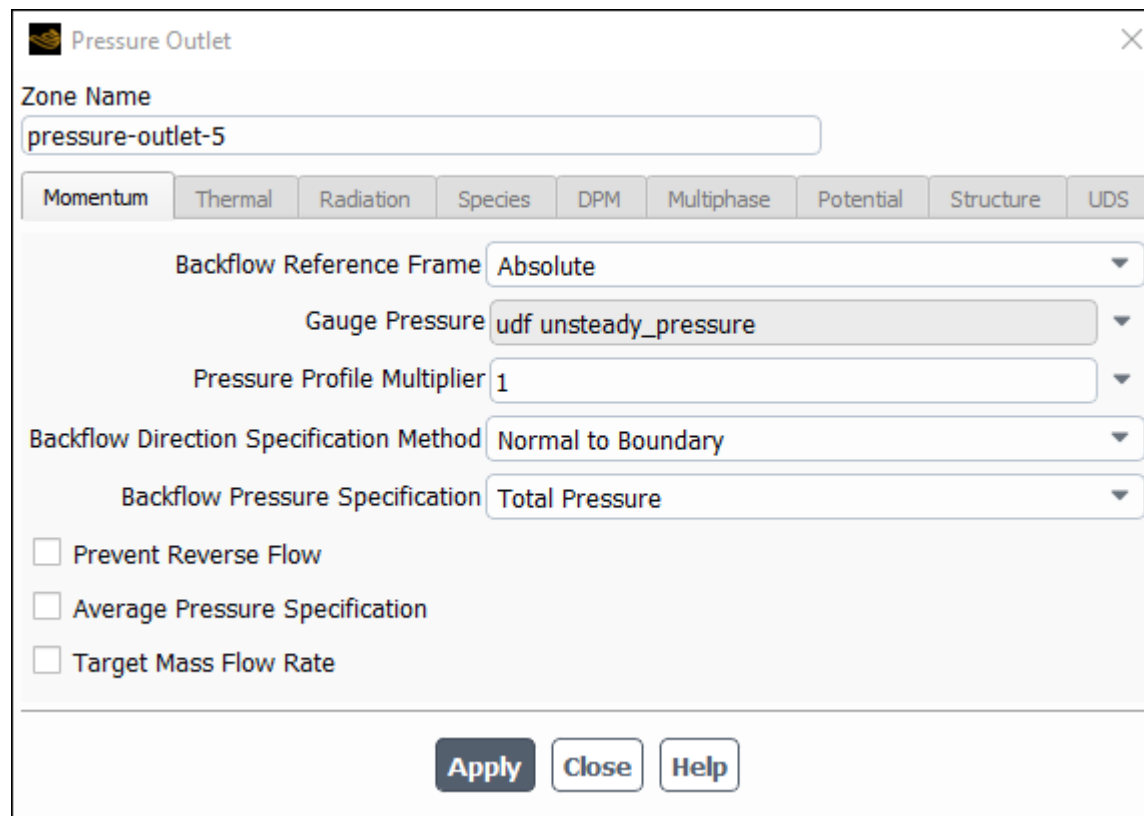 Pressure Outlet
Zone Name
pressure-outlet-5
Momentum Thermal Radiation Species DPM Multiphase Potential Structure UDS
Backflow Reference Frame Absolute
Gauge Pressure udf unsteady_pressure
Pressure Profile Multiplier 1
Backflow Direction Specification Method Normal to Boundary
Backflow Pressure Specification Total Pressure
Prevent Reverse Flow
Average Pressure Specification
Target Mass Flow Rate
Apply Close Help